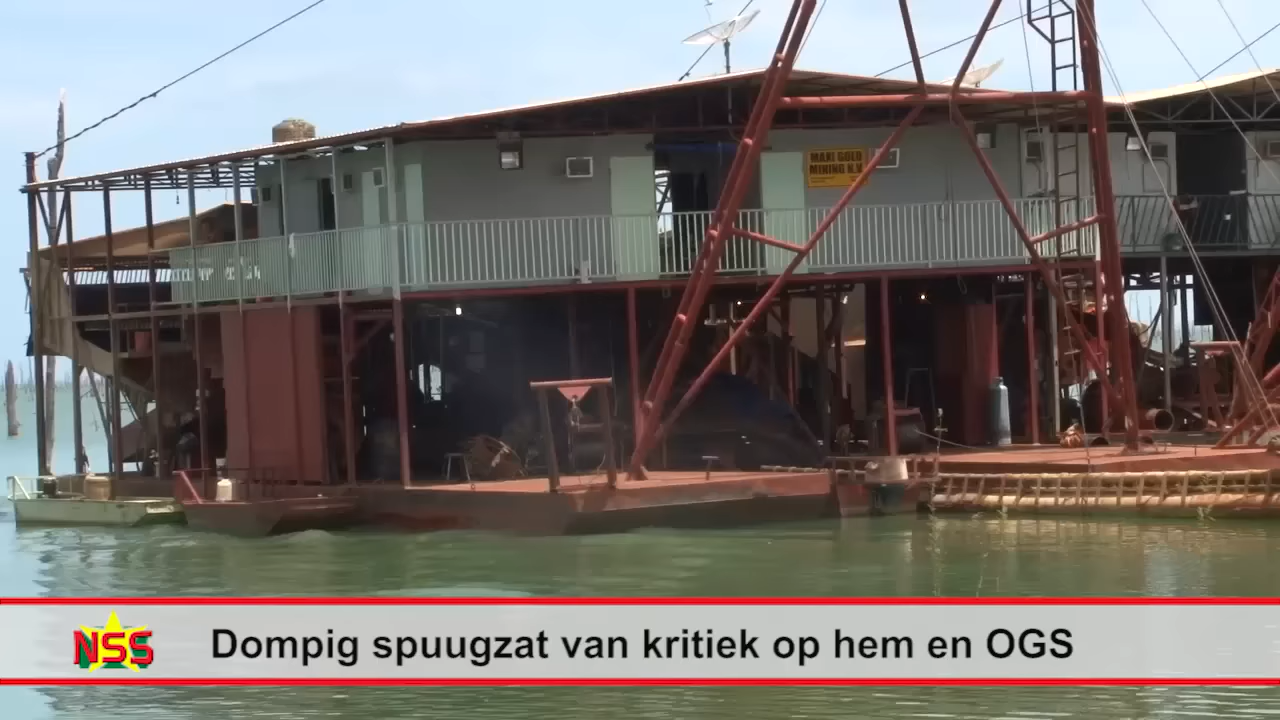 MAXI GOLD
MINING N.V.
NSS
Dompig spuugzat van kritiek op hem en OGS